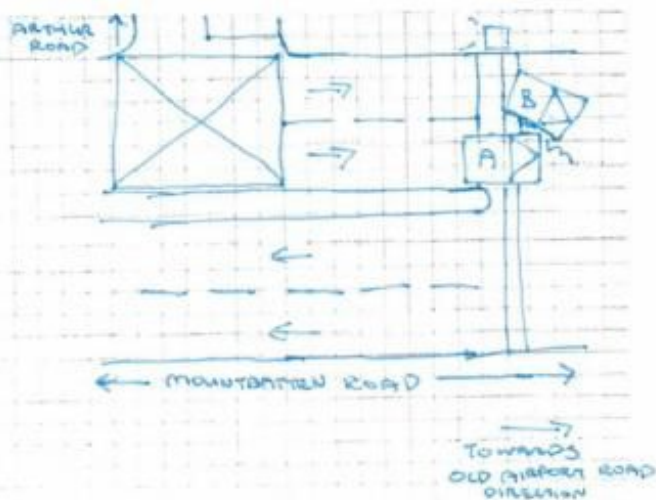 ARTHUR
ROAD
B
A
MOUNTBATTEN ROAD
TOWARDS
OLD AIRPORT ROAD
DIRECTION